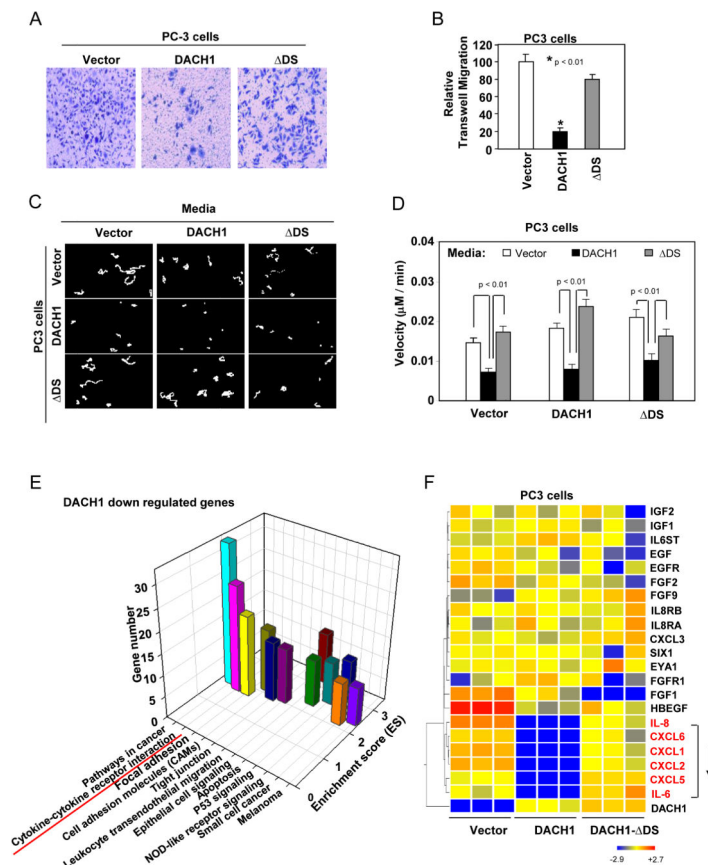 A
PC-3 cells
Vector DACH1 ΔDS
B
PC3 cells
Relative
Transwell Migration
120
100
80
60
40
20
0
* p < 0.01
*
Vector DACH1 ΔDS
C
Media
Vector DACH1 ΔDS
PC3 cells
Vector
DACH1
ΔDS
D
PC3 cells
Velocity (μM / min)
0.04
0.03
0.02
0.01
0
Media: Vector DACH1 ΔDS
p < 0.01 p < 0.01 p < 0.01
Vector DACH1 ΔDS
E
DACH1 down regulated genes
Gene number
30
25
20
15
10
5
0
Pathways in cancer
Cytokine-cytokine receptor interaction
Focal adhesion
Cell adhesion molecules (CAMs)
Tight junction
Leukocyte transendothelial migration
Epithelial cell signaling
Apoptosis
P53 signaling
NOD-like receptor signaling
Small cell cancer
Melanoma
0
1
2
3
Enrichment score (ES)
F
PC3 cells
IGF2
IGF1
IL6ST
EGF
EGFR
FGF2
FGF9
IL8RB
IL8RA
CXCL3
SIX1
EYA1
FGFR1
FGF1
HBEGF
IL-8
CXCL6
CXCL1
CXCL2
CXCL5
IL-6
DACH1
Vector DACH1 DACH1-ΔDS
-2.9 +2.7